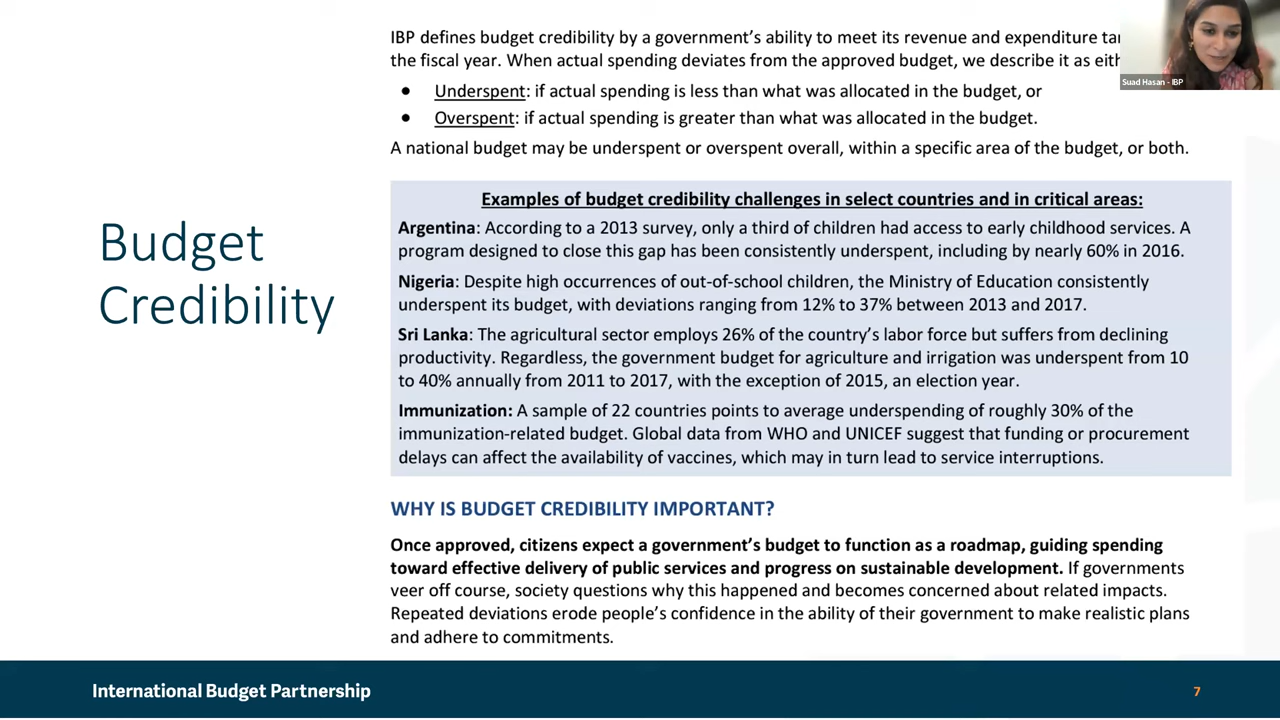 Budget
Credibility
IBP defines budget credibility by a government's ability to meet its revenue and expenditure
the fiscal year. When actual spending deviates from the approved budget, we describe it as
● Underspent: if actual spending is less than what was allocated in the budget, or
● Overspent: if actual spending is greater than what was allocated in the budget.
A national budget may be underspent or overspent overall, within a specific area of the budget, or both.
Examples of budget credibility challenges in select countries and in critical areas:
Argentina: According to a 2013 survey, only a third of children had access to early childhood services. A
program designed to close this gap has been consistently underspent, including by nearly 60% in 2016.
Nigeria: Despite high occurrences of out-of-school children, the Ministry of Education consistently
underspent its budget, with deviations ranging from 12% to 37% between 2013 and 2017.
Sri Lanka: The agricultural sector employs 26% of the country's labor force but suffers from declining
productivity. Regardless, the government budget for agriculture and irrigation was underspent from 10
to 40% annually from 2011 to 2017, with the exception of 2015, an election year.
Immunization: A sample of 22 countries points to average underspending of roughly 30% of the
immunization-related budget. Global data from WHO and UNICEF suggest that funding or procurement
delays can affect the availability of vaccines, which may in turn lead to service interruptions.
WHY IS BUDGET CREDIBILITY IMPORTANT?
Once approved, citizens expect a government's budget to function as a roadmap, guiding spending
toward effective delivery of public services and progress on sustainable development. If governments
veer off course, society questions why this happened and becomes concerned about related impacts.
Repeated deviations erode people's confidence in the ability of their government to make realistic plans
and adhere to commitments.
Suad Hasan - IBP
International Budget Partnership
7